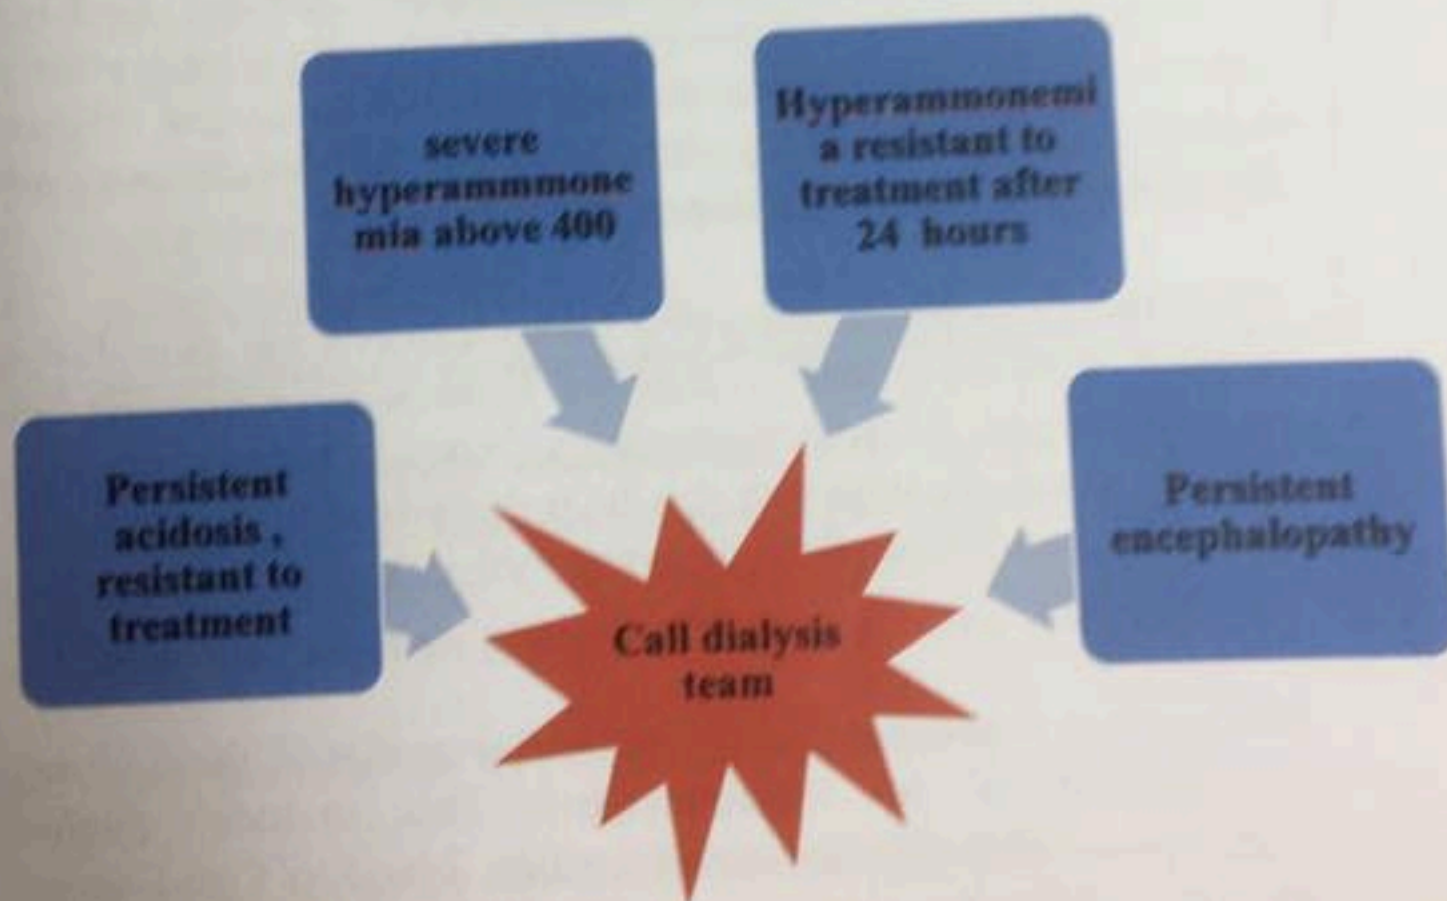 severe
hyperammmone
mia above 400
Hyperammonemi
a resistant to
treatment after
24 hours
Persistent
acidosis ,
resistant to
treatment
Persistent
encephalopathy
Call dialysis
team